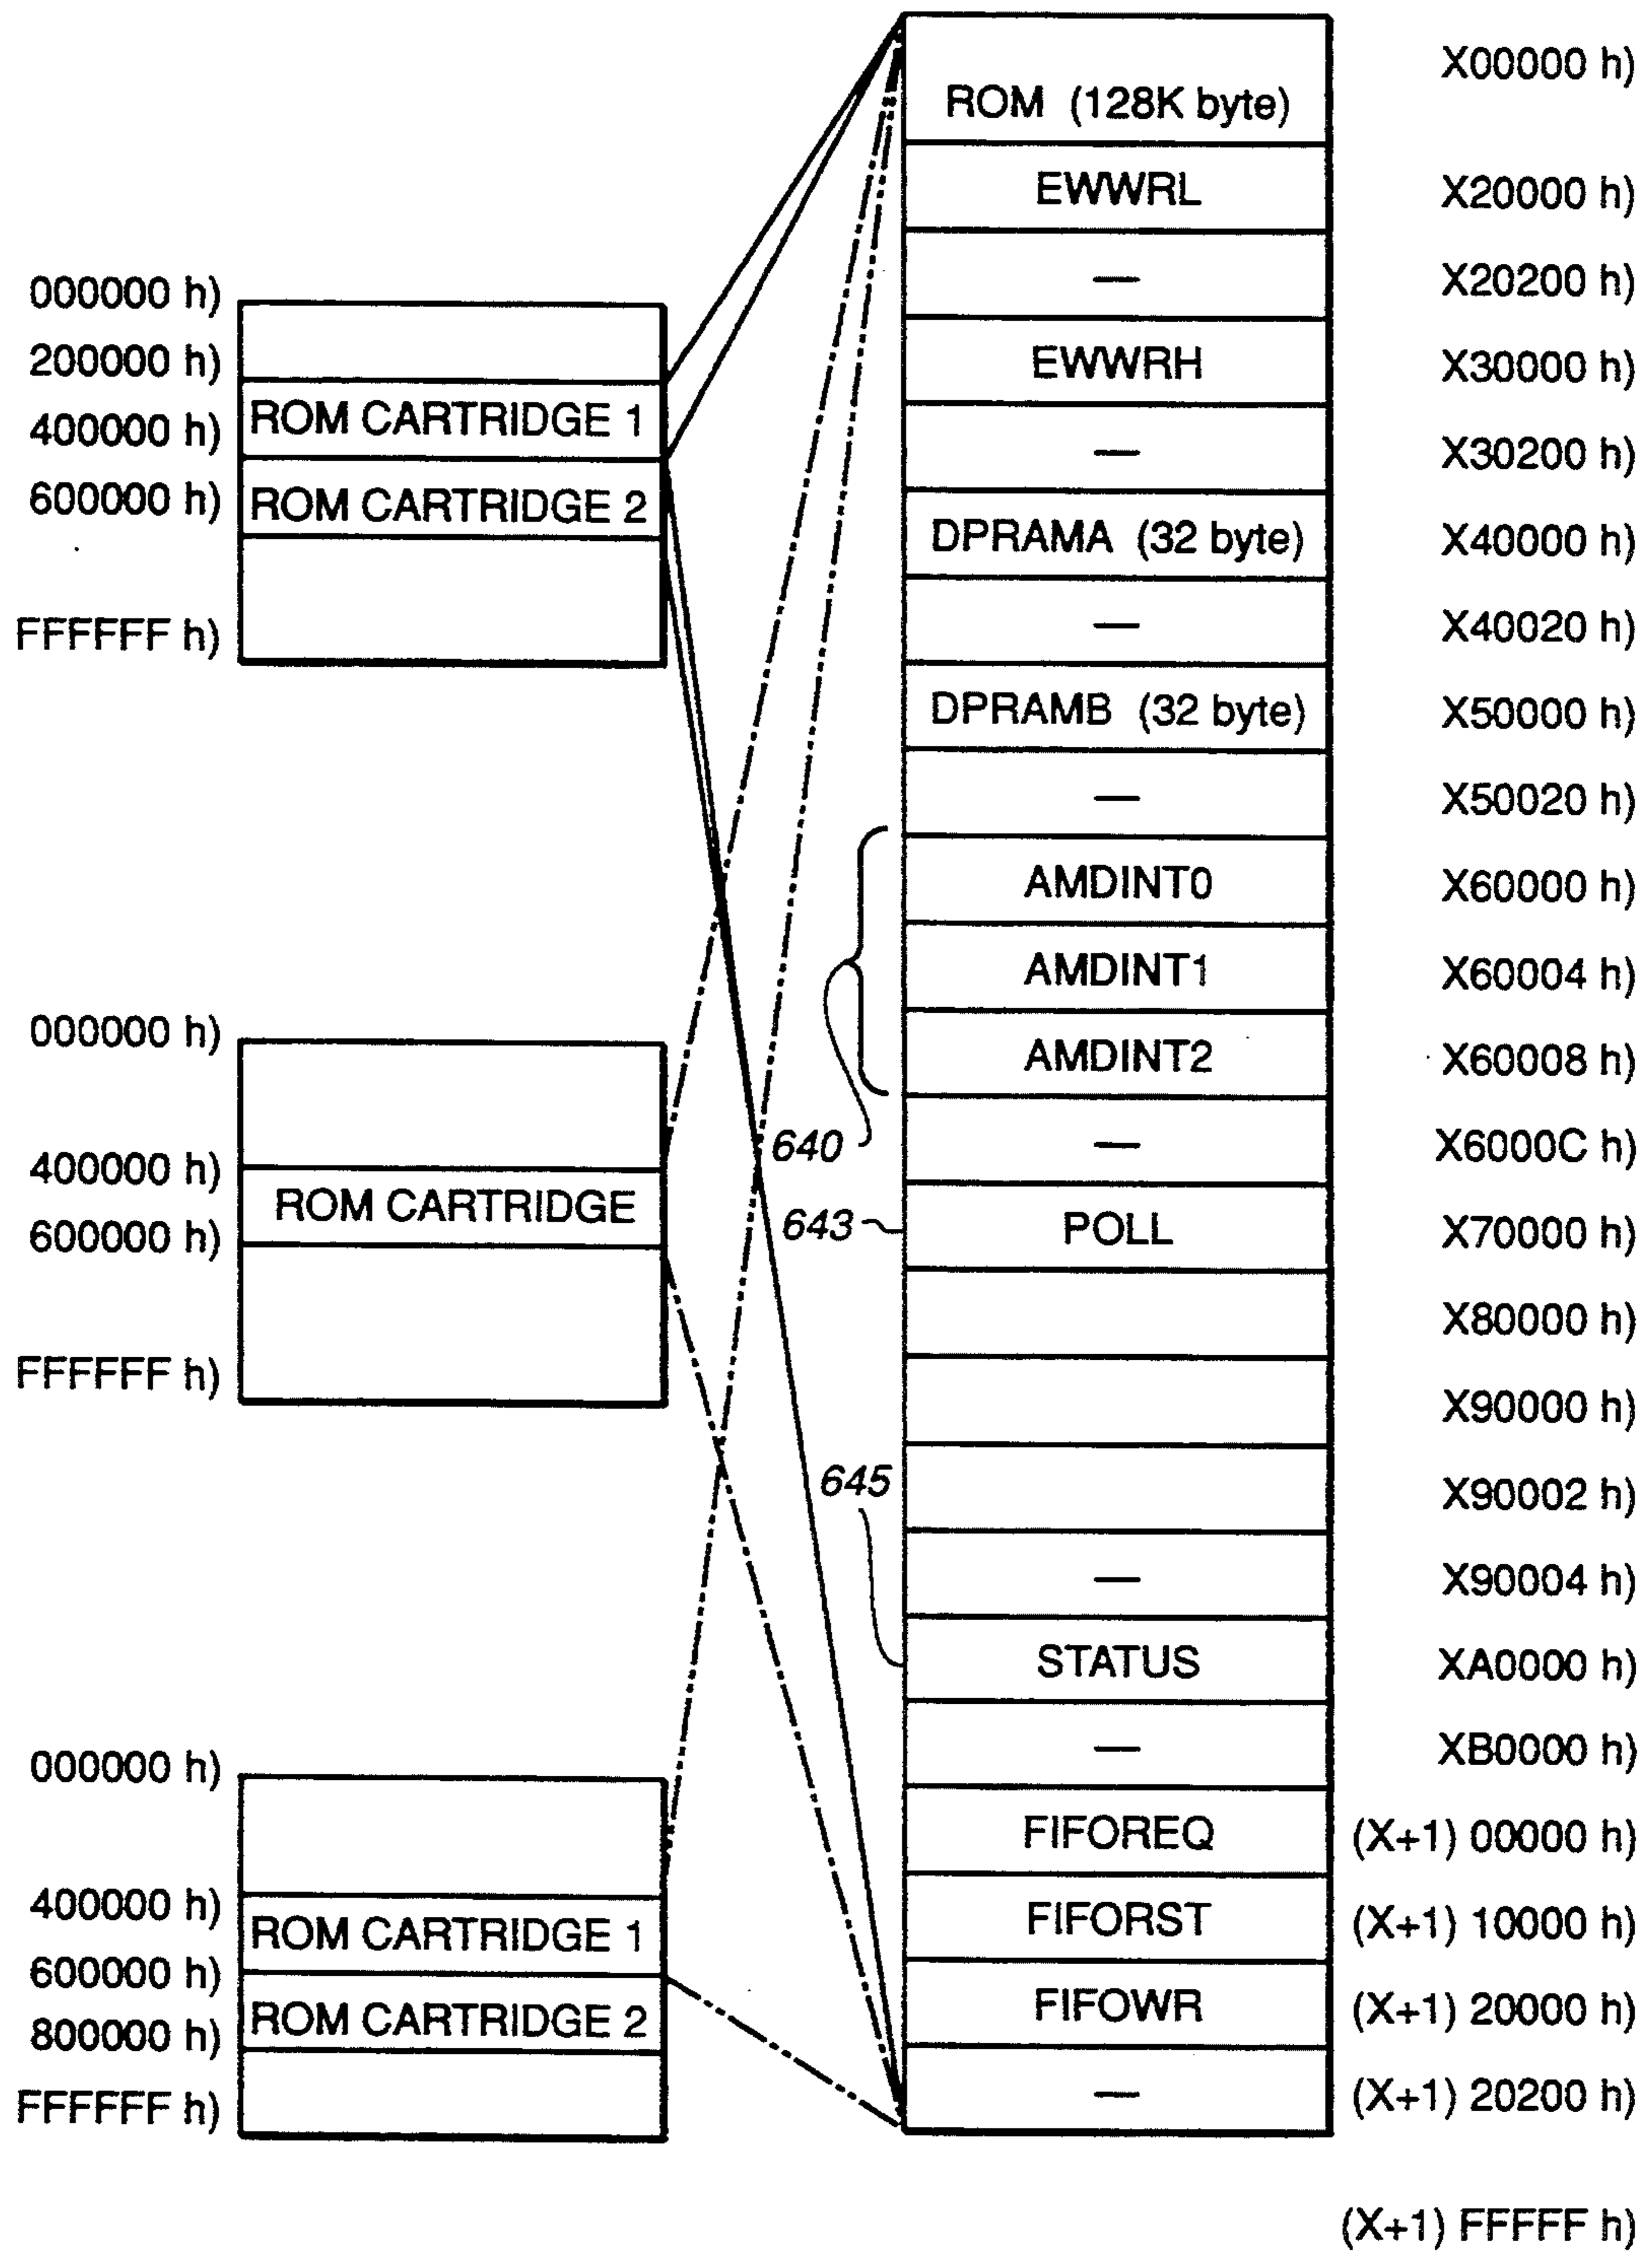 000000 h)
200000 h)
ROM CARTRIDGE 1
400000 h)
ROM CARTRIDGE 2
600000 h)
FFFFFF h)
000000 h)
400000 h)
ROM CARTRIDGE
600000 h)
FFFFFF h)
000000 h)
400000 h)
ROM CARTRIDGE 1
600000 h)
ROM CARTRIDGE 2
800000 h)
FFFFFF h)
640
643
645
ROM (128K byte) X00000 h)
EWWRL X20000 h)
— X20200 h)
EWWRH X30000 h)
— X30200 h)
DPRAMA (32 byte) X40000 h)
— X40020 h)
DPRAMB (32 byte) X50000 h)
— X50020 h)
AMDINT0 X60000 h)
AMDINT1 X60004 h)
AMDINT2 X60008 h)
— X6000C h)
POLL X70000 h)
X80000 h)
X90000 h)
X90002 h)
— X90004 h)
STATUS XA0000 h)
— XB0000 h)
FIFOREQ (X+1) 00000 h)
FIFORST (X+1) 10000 h)
FIFOWR (X+1) 20000 h)
— (X+1) 20200 h)
(X+1) FFFFF h)